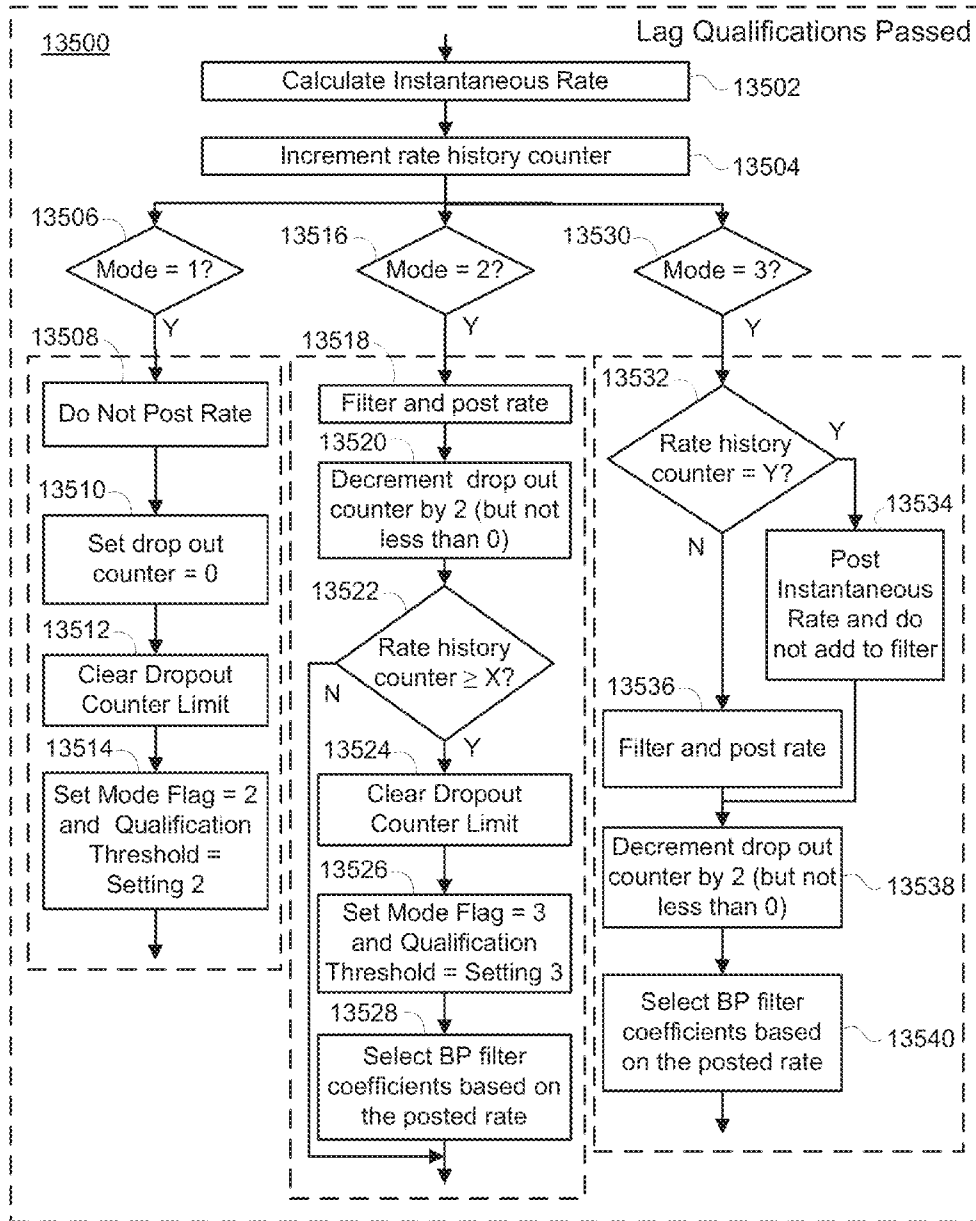 13500
Lag Qualifications Passed
Calculate Instantaneous Rate
13502
Increment rate history counter
13504
13506
Mode = 1?
Y
13508
Do Not Post Rate
13510
Set drop out
counter = 0
13512
Clear Dropout
Counter Limit
13514
Set Mode Flag = 2
and Qualification
Threshold =
Setting 2
13516
Mode = 2?
Y
13518
Filter and post rate
13520
Decrement drop out
counter by 2 (but not
less than 0)
13522
Rate history
counter ≥ X?
N
Y
13524
Clear Dropout
Counter Limit
13526
Set Mode Flag = 3
and Qualification
Threshold = Setting 3
13528
Select BP filter
coefficients based on
the posted rate
13530
Mode = 3?
Y
13532
Rate history
counter = Y?
Y
N
13534
Post
Instantaneous
Rate and do
not add to filter
13536
Filter and post rate
Decrement drop out
counter by 2 (but not
less than 0)
13538
Select BP filter
coefficients based
on the posted rate
13540